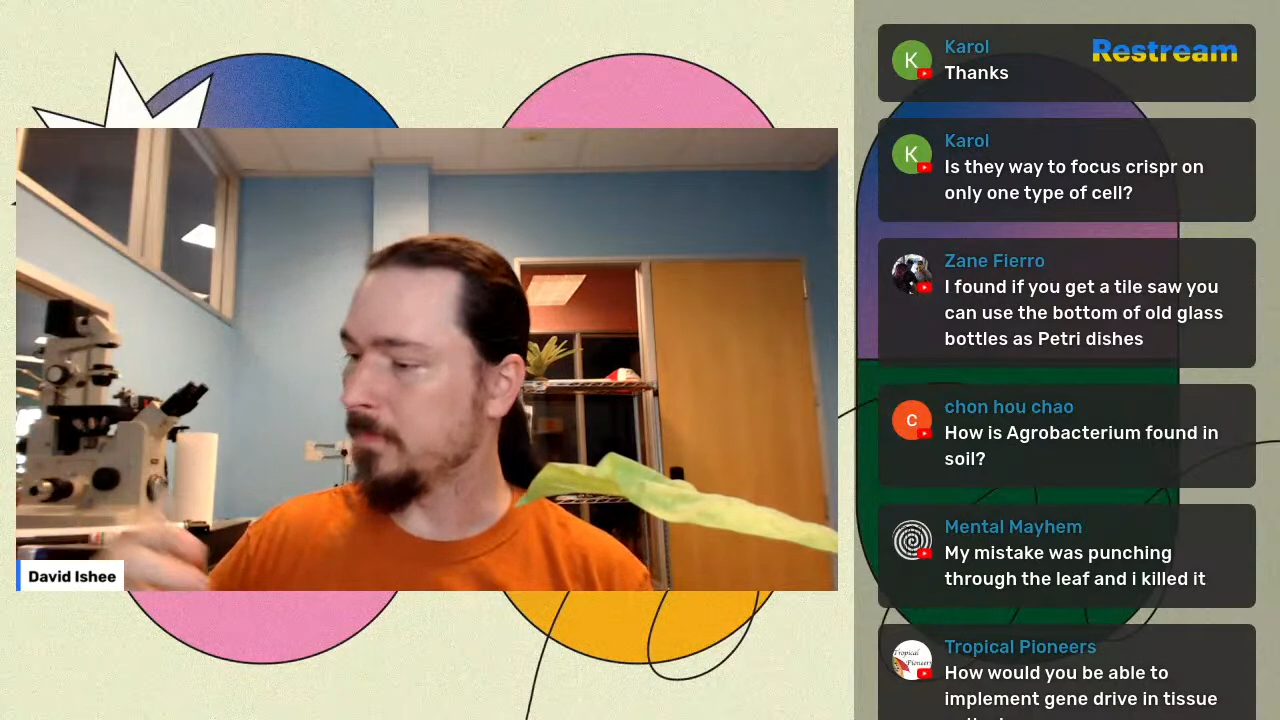 Restream
Karol
Thanks
Karol
Is they way to focus crispr on
only one type of cell?
Zane Fierro
I found if you get a tile saw you
can use the bottom of old glass
bottles as Petri dishes
chon hou chao
How is Agrobacterium found in
soil?
Mental Mayhem
My mistake was punching
through the leaf and i killed it
Tropical Pioneers
How would you be able to
implement gene drive in tissue
David Ishee